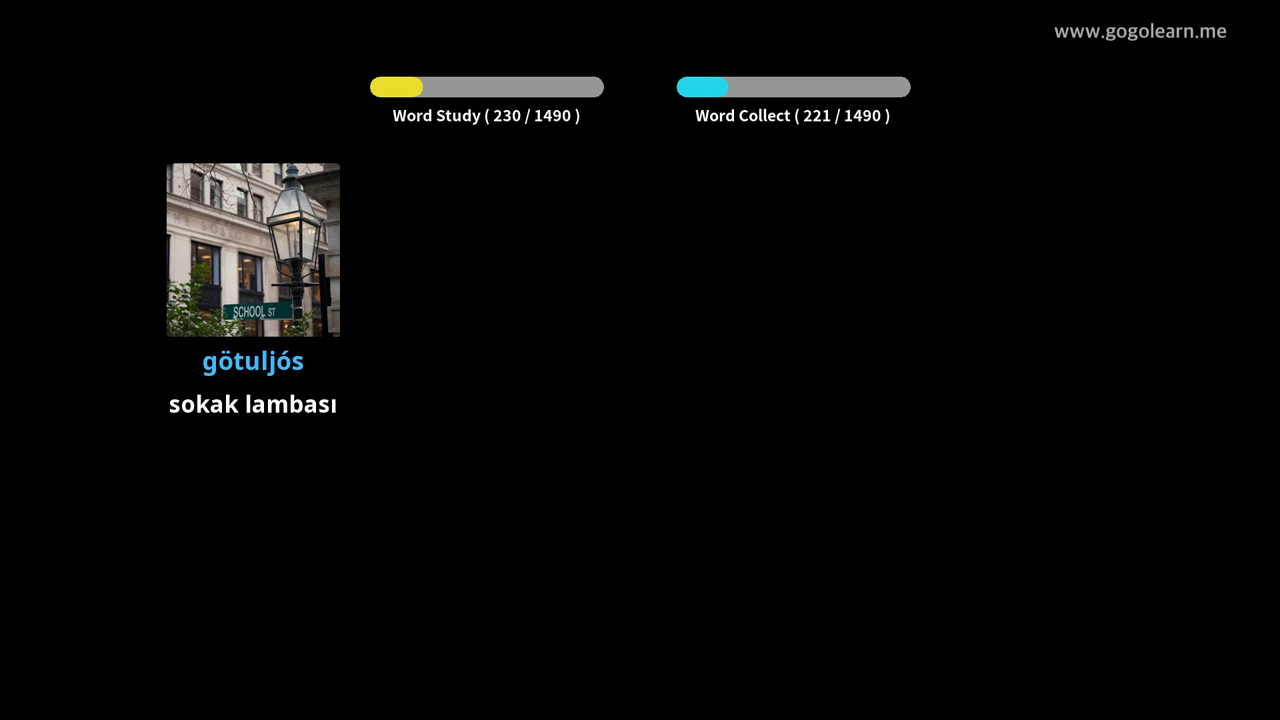 www.gogolearn.me
Word Study ( 230 / 1490 )
Word Collect ( 221 / 1490 )
SCHOOL ST
götuljós
sokak lambası